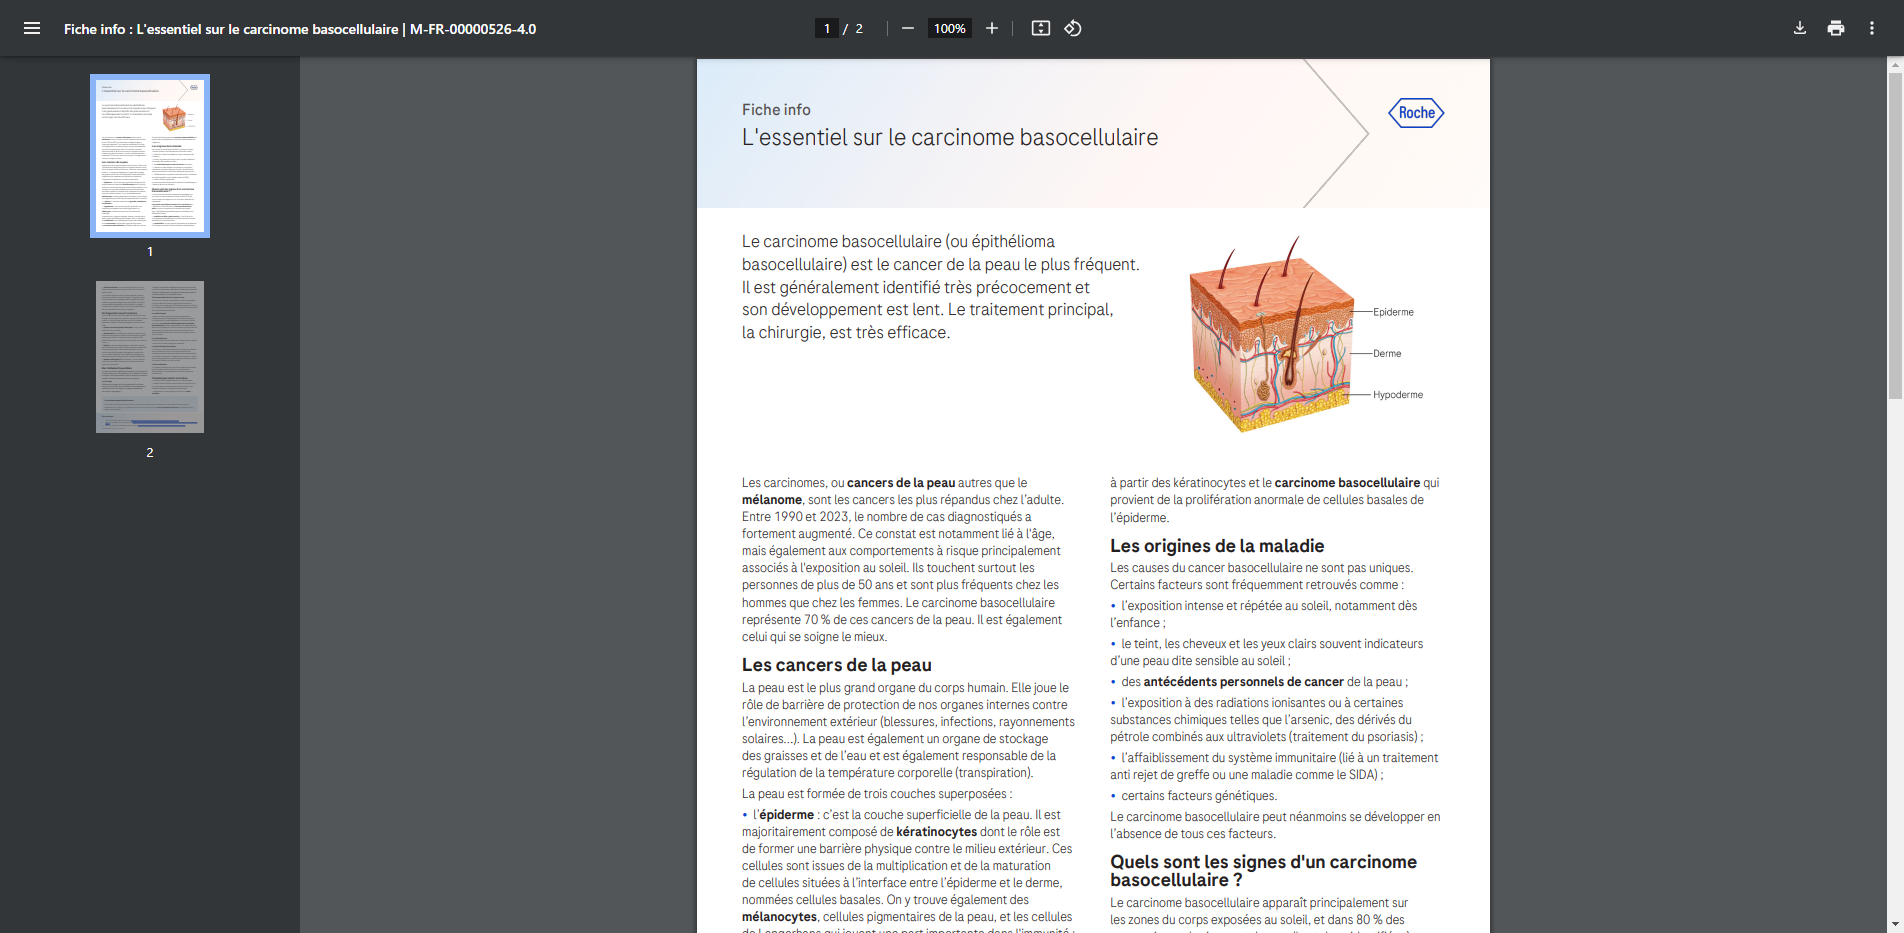 Fiche info : L'essentiel sur le carcinome basocellulaire | M-FR-00000526-4.0
1 / 2
100%
1
2
Fiche info
L'essentiel sur le carcinome basocellulaire
Roche
Le carcinome basocellulaire (ou épithélioma
basocellulaire) est le cancer de la peau le plus fréquent.
Il est généralement identifié très précocement et
son développement est lent. Le traitement principal,
la chirurgie, est très efficace.
Epiderme
Derme
Hypoderme
Les carcinomes, ou cancers de la peau autres que le
mélanome, sont les cancers les plus répandus chez l'adulte.
Entre 1990 et 2023, le nombre de cas diagnostiqués a
fortement augmenté. Ce constat est notamment lié à l'âge,
mais également aux comportements à risque principalement
associés à l'exposition au soleil. Ils touchent surtout les
personnes de plus de 50 ans et sont plus fréquents chez les
hommes que chez les femmes. Le carcinome basocellulaire
représente 70 % de ces cancers de la peau. Il est également
celui qui se soigne le mieux.
Les cancers de la peau
La peau est le plus grand organe du corps humain. Elle joue le
rôle de barrière de protection de nos organes internes contre
l'environnement extérieur (blessures, infections, rayonnements
solaires...). La peau est également un organe de stockage
des graisses et de l'eau et est également responsable de la
régulation de la température corporelle (transpiration).
La peau est formée de trois couches superposées :
• l'épiderme : c'est la couche superficielle de la peau. Il est
majoritairement composé de kératinocytes dont le rôle est
de former une barrière physique contre le milieu extérieur. Ces
cellules sont issues de la multiplication et de la maturation
de cellules situées à l'interface entre l'épiderme et le derme,
nommées cellules basales. On y trouve également des
mélanocytes, cellules pigmentaires de la peau, et les cellules
de Langerhans qui jouent une part importante dans l'immunité ;
à partir des kératinocytes et le carcinome basocellulaire qui
provient de la prolifération anormale de cellules basales de
l'épiderme.
Les origines de la maladie
Les causes du cancer basocellulaire ne sont pas uniques.
Certains facteurs sont fréquemment retrouvés comme :
• l'exposition intense et répétée au soleil, notamment dès
l'enfance ;
• le teint, les cheveux et les yeux clairs souvent indicateurs
d'une peau dite sensible au soleil ;
• des antécédents personnels de cancer de la peau ;
• l'exposition à des radiations ionisantes ou à certaines
substances chimiques telles que l'arsenic, des dérivés du
pétrole combinés aux ultraviolets (traitement du psoriasis) ;
• l'affaiblissement du système immunitaire (lié à un traitement
anti rejet de greffe ou une maladie comme le SIDA) ;
• certains facteurs génétiques.
Le carcinome basocellulaire peut néanmoins se développer en
l'absence de tous ces facteurs.
Quels sont les signes d'un carcinome
basocellulaire ?
Le carcinome basocellulaire apparaît principalement sur
les zones du corps exposées au soleil, et dans 80 % des